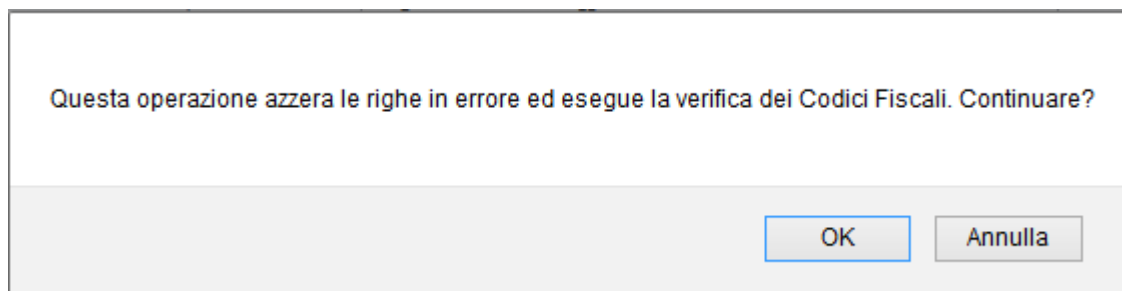 Questa operazione azzera le righe in errore ed esegue la verifica dei Codici Fiscali. Continuare?
OK
Annulla